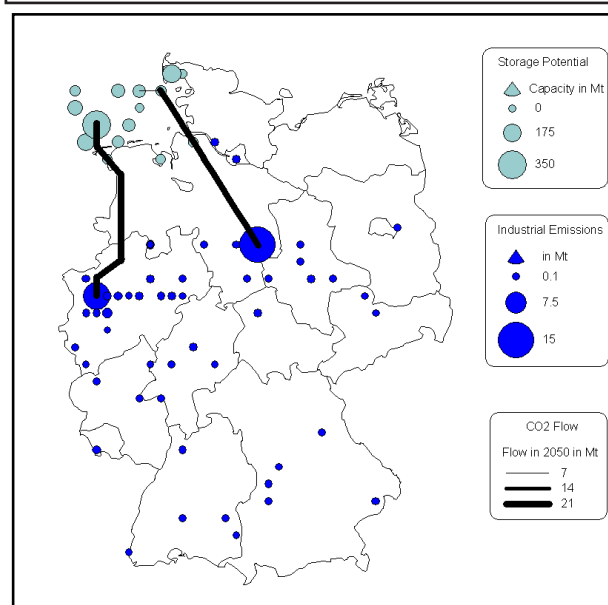 Storage Potential
Capacity in Mt
0
175
350
Industrial Emissions
in Mt
0.1
7.5
15
CO2 Flow
Flow in 2050 in Mt
7
14
21